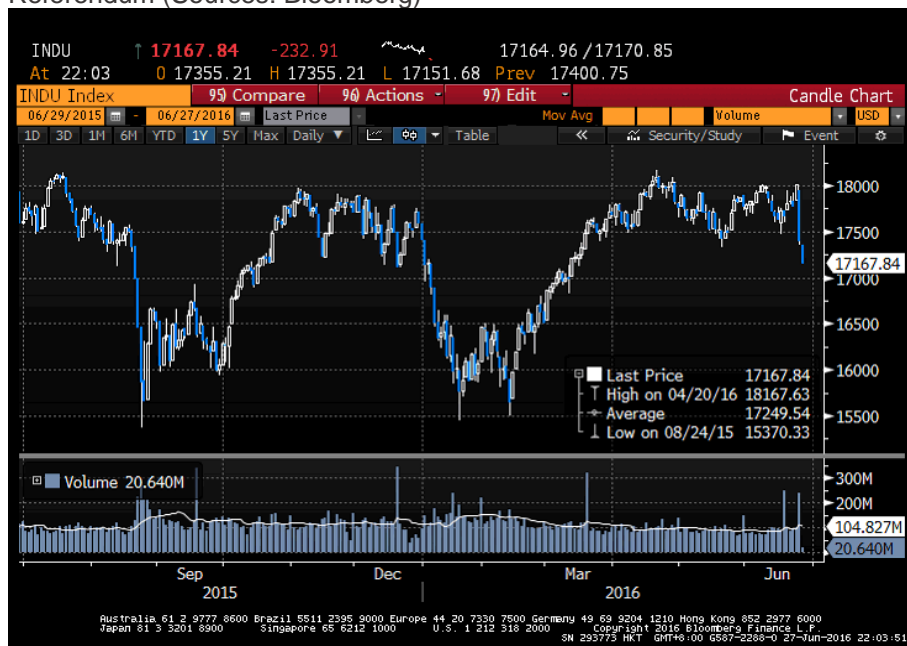 Referendum (Sources: Bloomberg)
INDU ↑ 17167.84 -232.91 17164.96 /17170.85
At 22:03 O 17355.21 H 17355.21 L 17151.68 Prev 17400.75
INDU Index 95) Compare 96) Actions 97) Edit Candle Chart
06/29/2015 - 06/27/2016 Last Price Mov Avg Volume USD
1D 3D 1M 6M YTD 1Y 5Y Max Daily ▼ Table « Security/Study Event
18000
17500
17167.84
17000
16500
16000
15500
Last Price 17167.84
High on 04/20/16 18167.63
Average 17249.54
Low on 08/24/15 15370.33
Volume 20.640M
300M
200M
104.827M
20.640M
Sep Dec Mar Jun
2015 2016
Australia 61 2 9777 8600 Brazil 5511 2395 9000 Europe 44 20 7330 7500 Germany 49 69 9204 1210 Hong Kong 852 2977 6000
Japan 81 3 3201 8900 Singapore 65 6212 1000 U.S. 1 212 318 2000 Copyright 2016 Bloomberg Finance L.P.
SN 293773 HKT GMT+8:00 G587-2288-0 27-Jun-2016 22:03:51